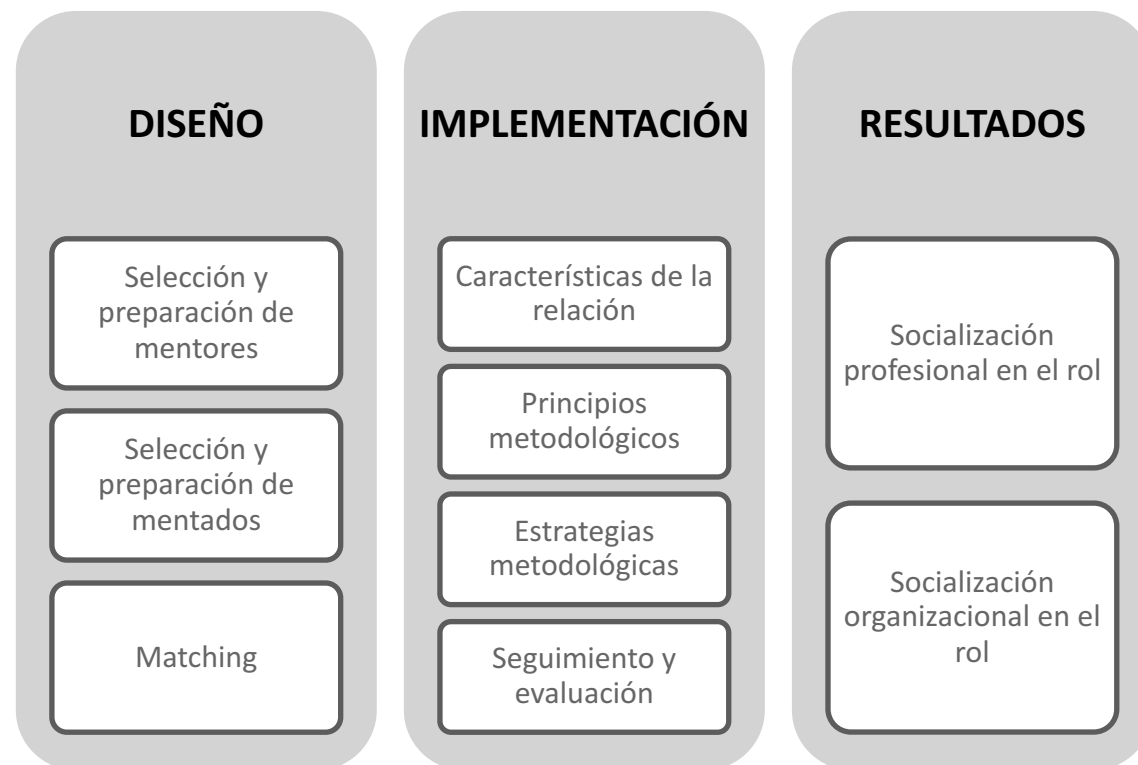 DISEÑO
Selección y
preparación de
mentores
Selección y
preparación de
mentados
Matching
IMPLEMENTACIÓN
Características de la
relación
Principios
metodológicos
Estrategias
metodológicas
Seguimiento y
evaluación
RESULTADOS
Socialización
profesional en el rol
Socialización
organizacional en el
rol